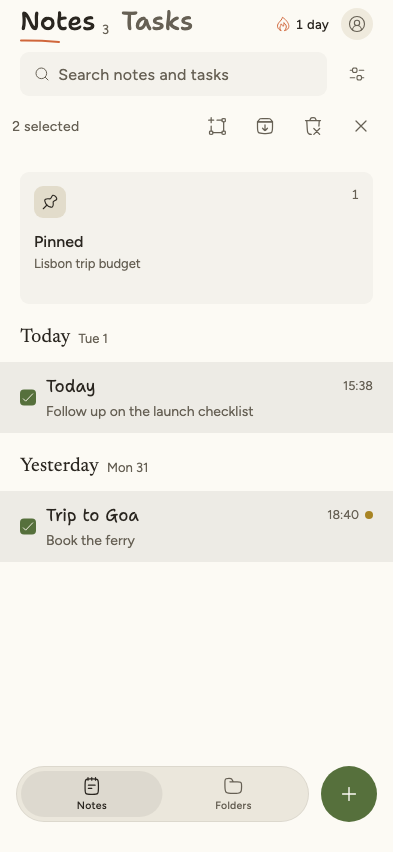 Notes 3 Tasks 1 day
Search notes and tasks
2 selected
1
Pinned
Lisbon trip budget
Today Tue 1
Today 15:38
Follow up on the launch checklist
Yesterday Mon 31
Trip to Goa 18:40
Book the ferry
Notes Folders